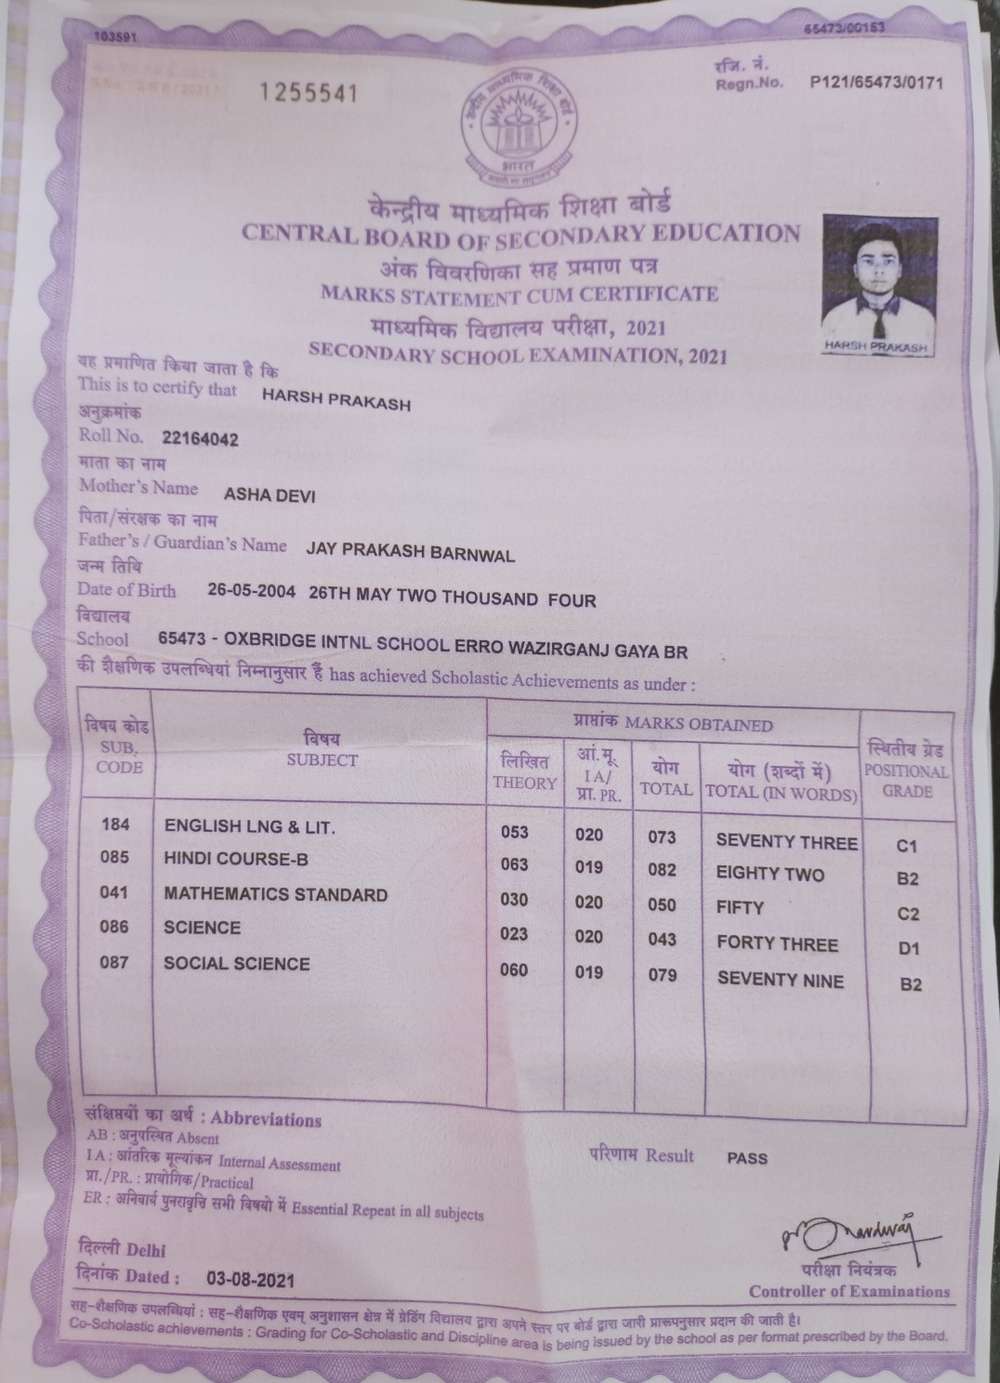 103591
65473/00153
1255541
रजि. नं.
Regn.No. P121/65473/0171
केन्द्रीय माध्यमिक शिक्षा बोर्ड
भारत
केन्द्रीय माध्यमिक शिक्षा बोर्ड
CENTRAL BOARD OF SECONDARY EDUCATION
अंक विवरणिका सह प्रमाण पत्र
MARKS STATEMENT CUM CERTIFICATE
माध्यमिक विद्यालय परीक्षा, 2021
SECONDARY SCHOOL EXAMINATION, 2021
HARSH PRAKASH
यह प्रमाणित किया जाता है कि
This is to certify that HARSH PRAKASH
अनुक्रमांक
Roll No. 22164042
माता का नाम
Mother's Name ASHA DEVI
पिता/संरक्षक का नाम
Father's / Guardian's Name JAY PRAKASH BARNWAL
जन्म तिथि
Date of Birth 26-05-2004 26TH MAY TWO THOUSAND FOUR
विद्यालय
School 65473 - OXBRIDGE INTNL SCHOOL ERRO WAZIRGANJ GAYA BR
की शैक्षणिक उपलब्धियां निम्नानुसार हैं has achieved Scholastic Achievements as under :
विषय कोड SUB. CODE
विषय SUBJECT
प्राप्तांक MARKS OBTAINED
लिखित THEORY
आं.मू. I A/ प्रा. PR.
योग TOTAL
योग (शब्दों में) TOTAL (IN WORDS)
स्थितीय ग्रेड POSITIONAL GRADE
184 ENGLISH LNG & LIT. 053 020 073 SEVENTY THREE C1
085 HINDI COURSE-B 063 019 082 EIGHTY TWO B2
041 MATHEMATICS STANDARD 030 020 050 FIFTY C2
086 SCIENCE 023 020 043 FORTY THREE D1
087 SOCIAL SCIENCE 060 019 079 SEVENTY NINE B2
संक्षिप्तियों का अर्थ : Abbreviations
AB : अनुपस्थित Absent
I A : आंतरिक मूल्यांकन Internal Assessment
प्रा./PR. : प्रायोगिक/Practical
ER : अनिवार्य पुनरावृत्ति सभी विषयो में Essential Repeat in all subjects
परिणाम Result PASS
दिल्ली Delhi
दिनांक Dated : 03-08-2021
परीक्षा नियंत्रक
Controller of Examinations
सह-शैक्षणिक उपलब्धियां : सह-शैक्षणिक एवम् अनुशासन क्षेत्र में ग्रेडिंग विद्यालय द्वारा अपने स्तर पर बोर्ड द्वारा जारी प्रारूपनुसार प्रदान की जाती है।
Co-Scholastic achievements : Grading for Co-Scholastic and Discipline area is being issued by the school as per format prescribed by the Board.